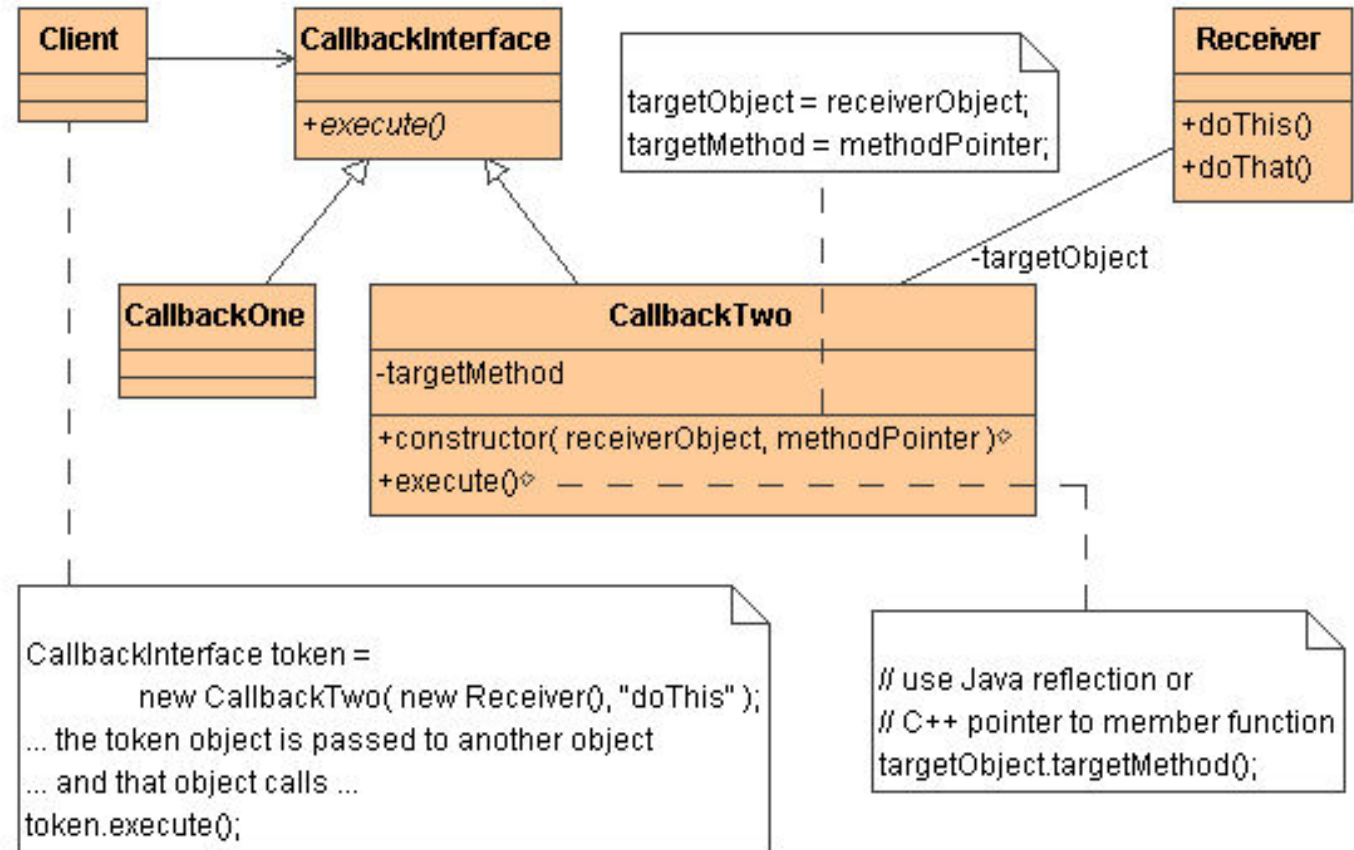 Client
CallbackInterface
+execute()
targetObject = receiverObject;
targetMethod = methodPointer;
Receiver
+doThis()
+doThat()
-targetObject
CallbackOne
CallbackTwo
-targetMethod
+constructor( receiverObject, methodPointer )
+execute()
CallbackInterface token =
new CallbackTwo( new Receiver(), "doThis" );
... the token object is passed to another object
... and that object calls ...
token.execute();
// use Java reflection or
// C++ pointer to member function
targetObject.targetMethod();